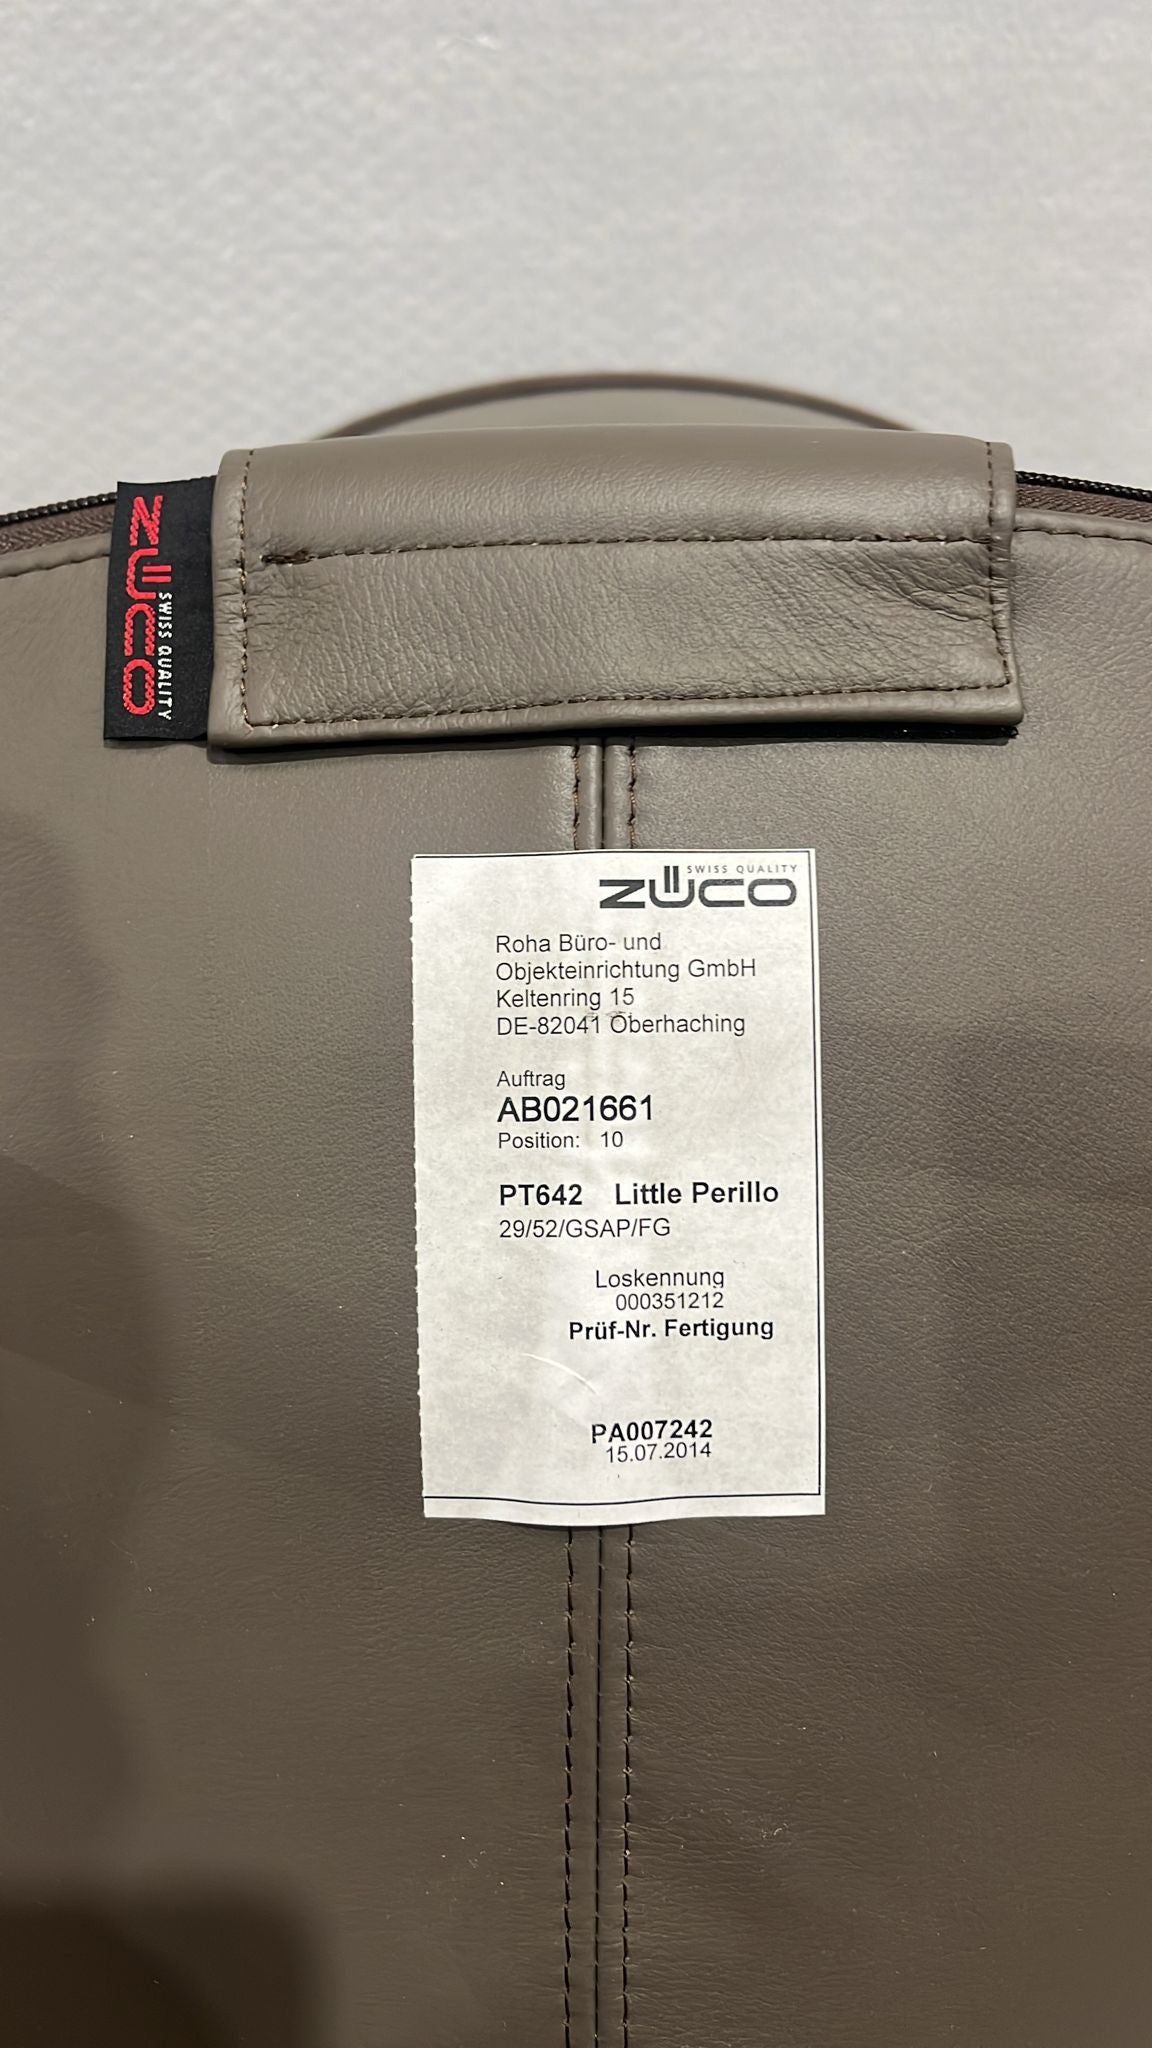 ZÜCO
SWISS QUALITY
SWISS QUALITY
ZÜCO
Roha Büro- und
Objekteinrichtung GmbH
Keltenring 15
DE-82041 Oberhaching
Auftrag
AB021661
Position: 10
PT642 Little Perillo
29/52/GSAP/FG
Loskennung
000351212
Prüf-Nr. Fertigung
PA007242
15.07.2014